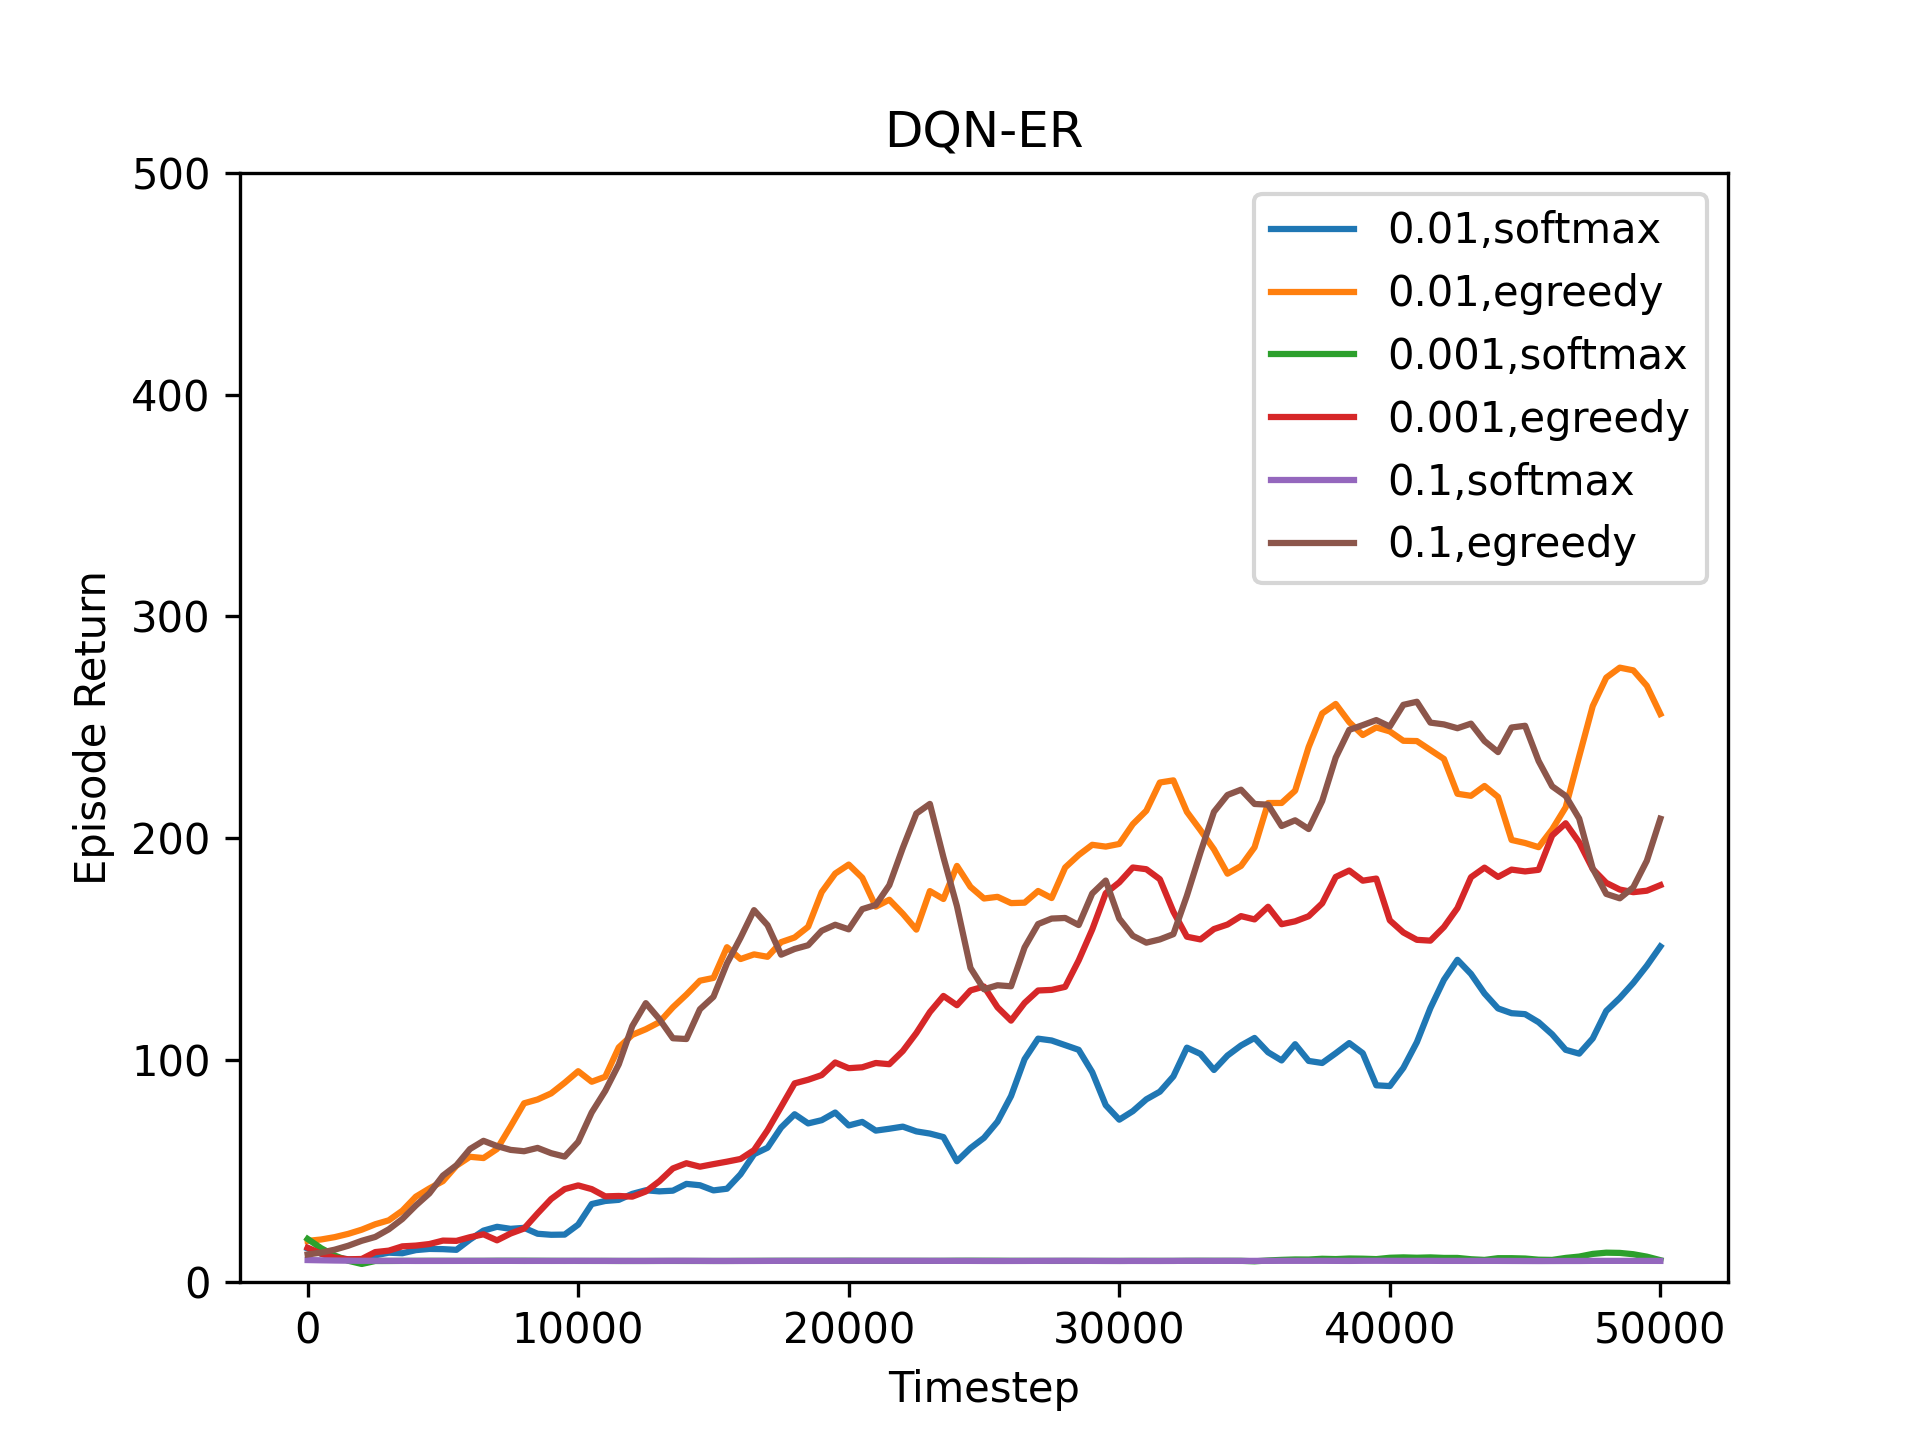 DQN-ER
500
400
300
200
100
0
Episode Return
0.01,softmax
0.01,egreedy
0.001,softmax
0.001,egreedy
0.1,softmax
0.1,egreedy
0 10000 20000 30000 40000 50000
Timestep